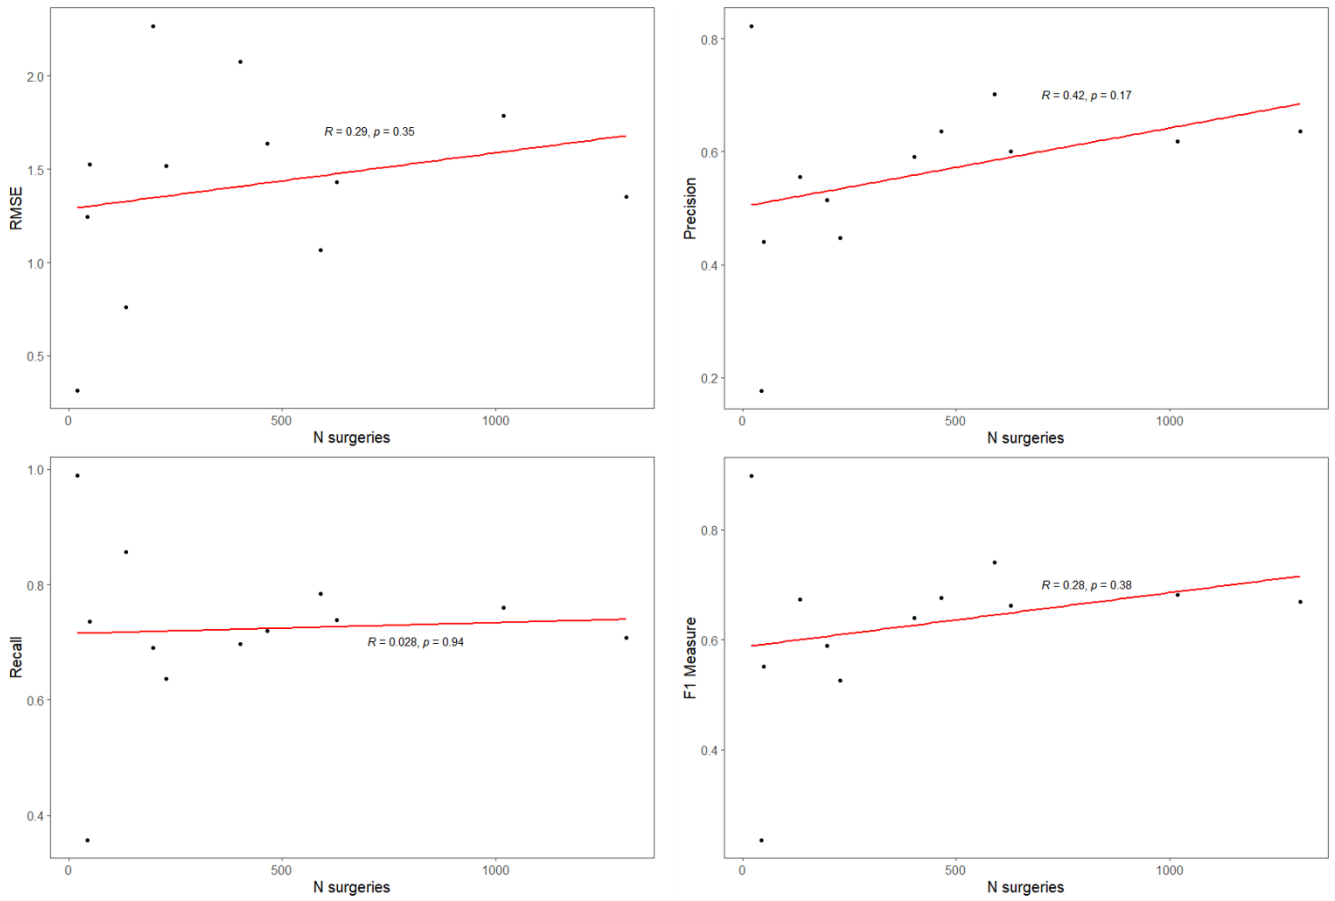 2.0
1.5
1.0
0.5
RMSE
R = 0.29, p = 0.35
0
500
1000
N surgeries
0.8
0.6
0.4
0.2
Precision
R = 0.42, p = 0.17
0
500
1000
N surgeries
1.0
0.8
0.6
0.4
Recall
R = 0.028, p = 0.94
0
500
1000
N surgeries
0.8
0.6
0.4
F1 Measure
R = 0.28, p = 0.38
0
500
1000
N surgeries